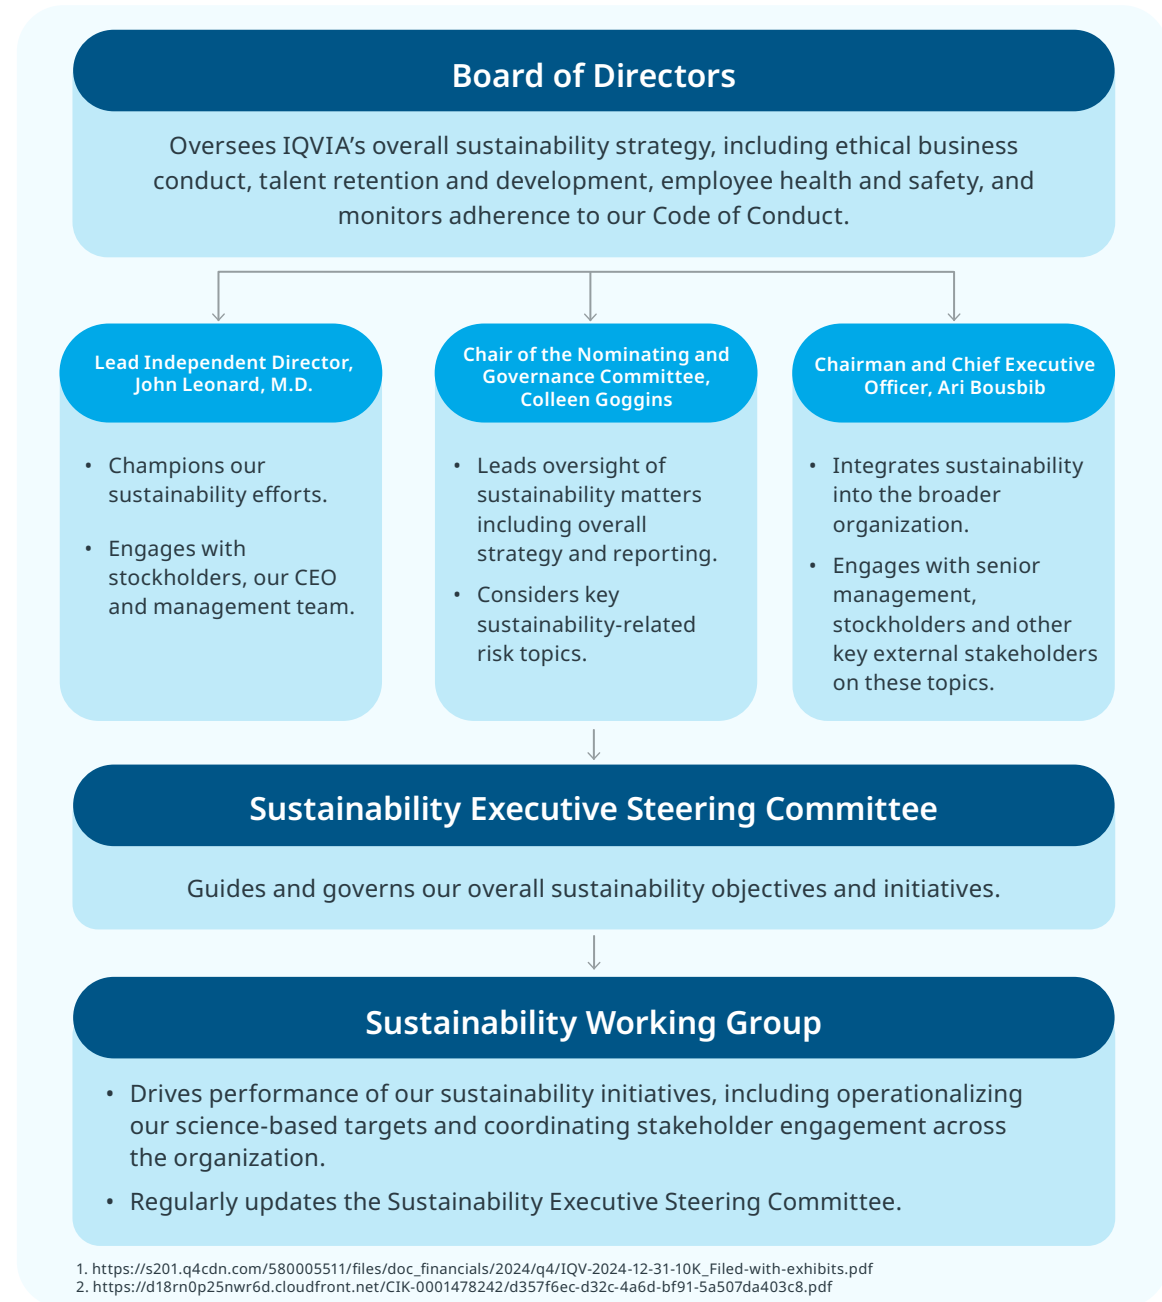 Board of Directors
Oversees IQVIA’s overall sustainability strategy, including ethical business
conduct, talent retention and development, employee health and safety, and
monitors adherence to our Code of Conduct.
Lead Independent Director,
John Leonard, M.D.
• Champions our
sustainability efforts.
• Engages with
stockholders, our CEO
and management team.
Chair of the Nominating and
Governance Committee,
Colleen Goggins
• Leads oversight of
sustainability matters
including overall
strategy and reporting.
• Considers key
sustainability-related
risk topics.
Chairman and Chief Executive
Officer, Ari Bousbib
• Integrates sustainability
into the broader
organization.
• Engages with senior
management,
stockholders and other
key external stakeholders
on these topics.
Sustainability Executive Steering Committee
Guides and governs our overall sustainability objectives and initiatives.
Sustainability Working Group
• Drives performance of our sustainability initiatives, including operationalizing
our science-based targets and coordinating stakeholder engagement across
the organization.
• Regularly updates the Sustainability Executive Steering Committee.
1. https://s201.q4cdn.com/580005511/files/doc_financials/2024/q4/IQV-2024-12-31-10K_Filed-with-exhibits.pdf
2. https://d18rn0p25nwr6d.cloudfront.net/CIK-0001478242/d357f6ec-d32c-4a6d-bf91-5a507da403c8.pdf